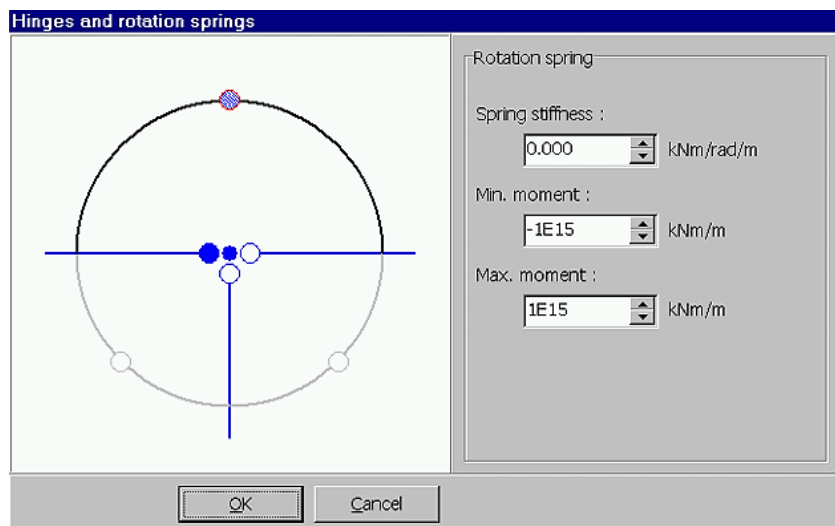 Hinges and rotation springs
Rotation spring
Spring stiffness :
0.000 kNm/rad/m
Min. moment :
-1E15 kNm/m
Max. moment :
1E15 kNm/m
OK Cancel